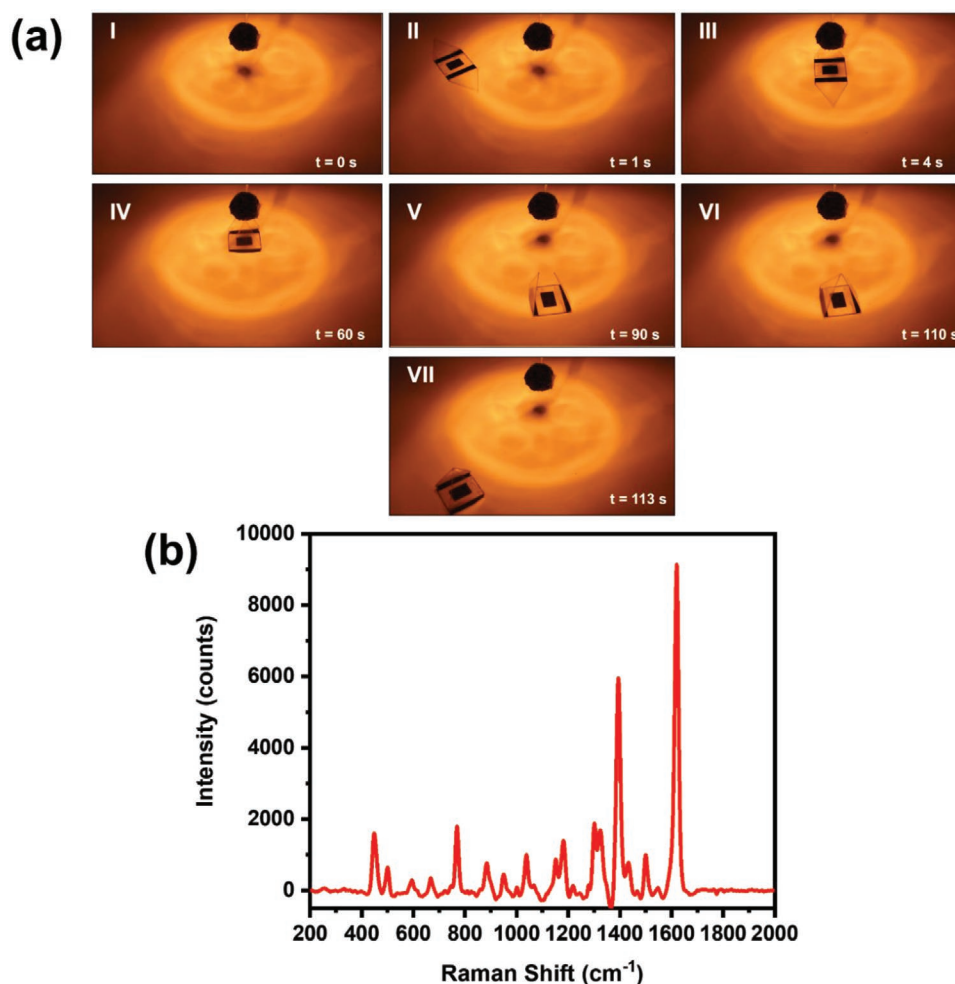 (a)
I
t = 0 s
II
t = 1 s
III
t = 4 s
IV
t = 60 s
V
t = 90 s
VI
t = 110 s
VII
t = 113 s
(b)
10000
8000
6000
4000
2000
0
Intensity (counts)
200 400 600 800 1000 1200 1400 1600 1800 2000
Raman Shift (cm⁻¹)